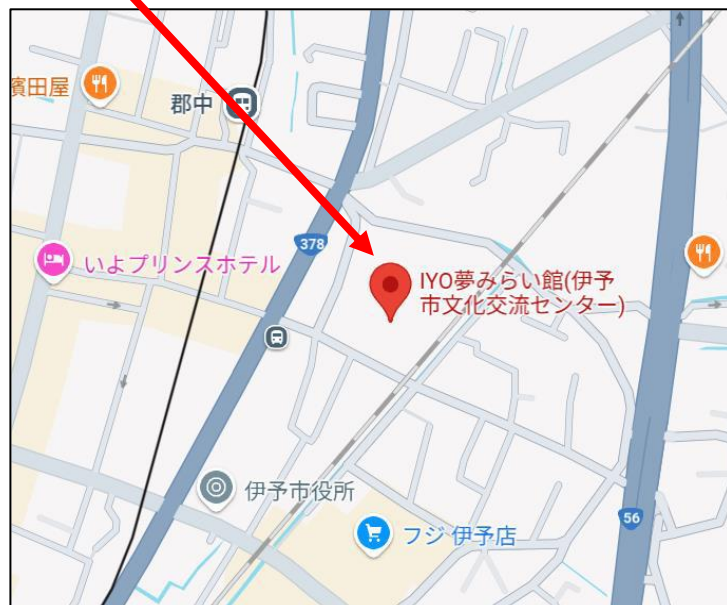 濱田屋
郡中
378
いよプリンスホテル
IYO夢みらい館(伊予
市文化交流センター)
伊予市役所
フジ 伊予店
56